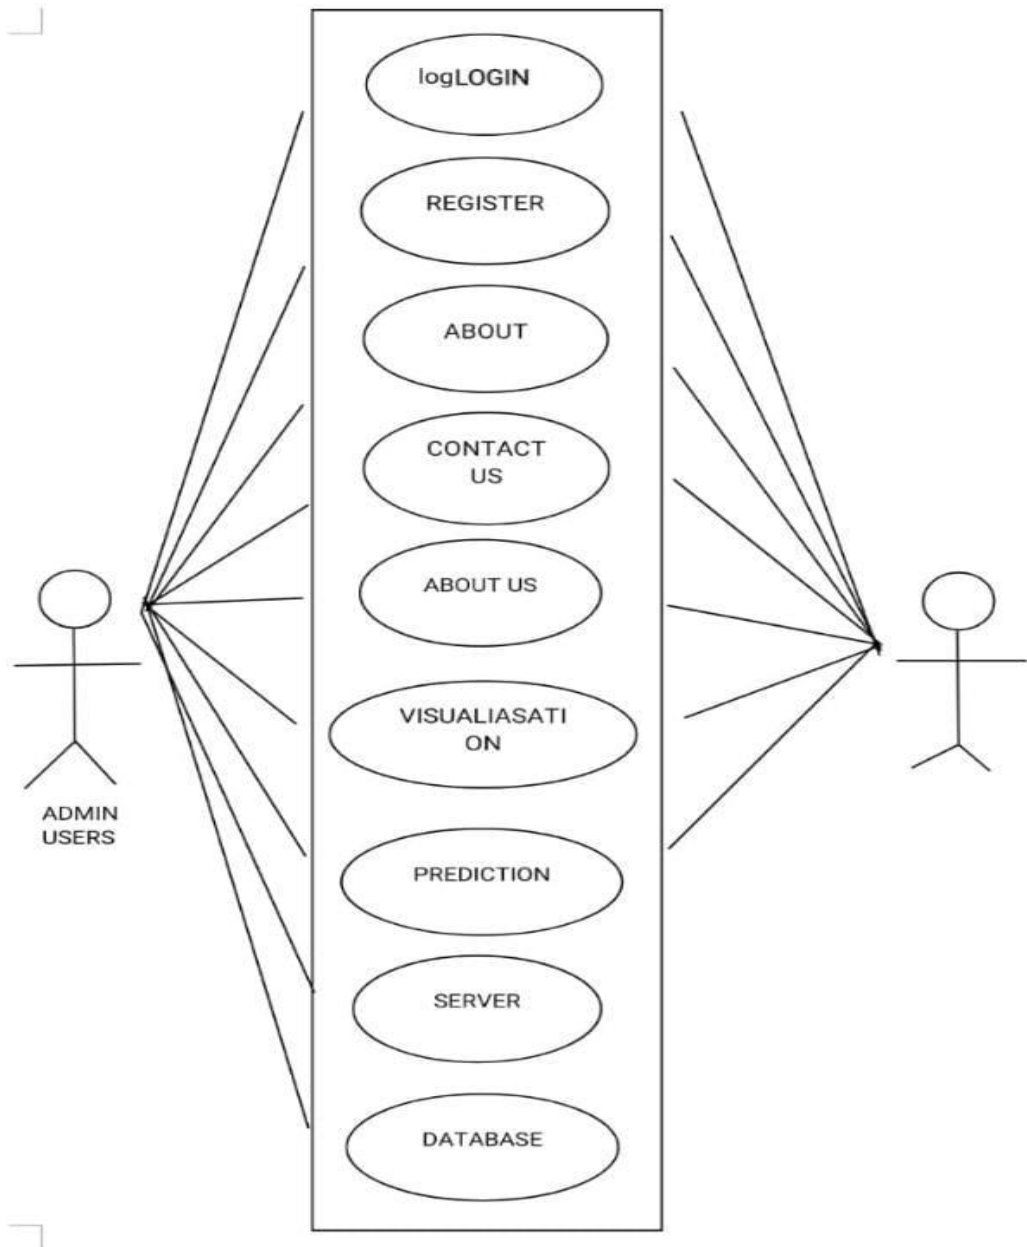 logLOGIN
REGISTER
ABOUT
CONTACT
US
ABOUT US
VISUALIASATI
ON
ADMIN
USERS
PREDICTION
SERVER
DATABASE